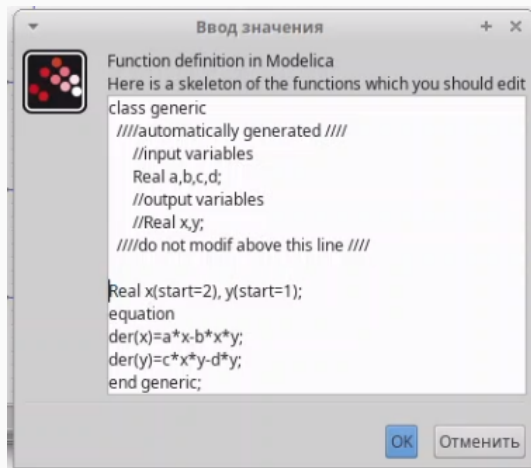 Ввод значения
Function definition in Modelica
Here is a skeleton of the functions which you should edit
class generic
////automatically generated ////
//input variables
Real a,b,c,d;
//output variables
//Real x,y;
////do not modif above this line ////
Real x(start=2), y(start=1);
equation
der(x)=a*x-b*x*y;
der(y)=c*x*y-d*y;
end generic;
OK
Отменить